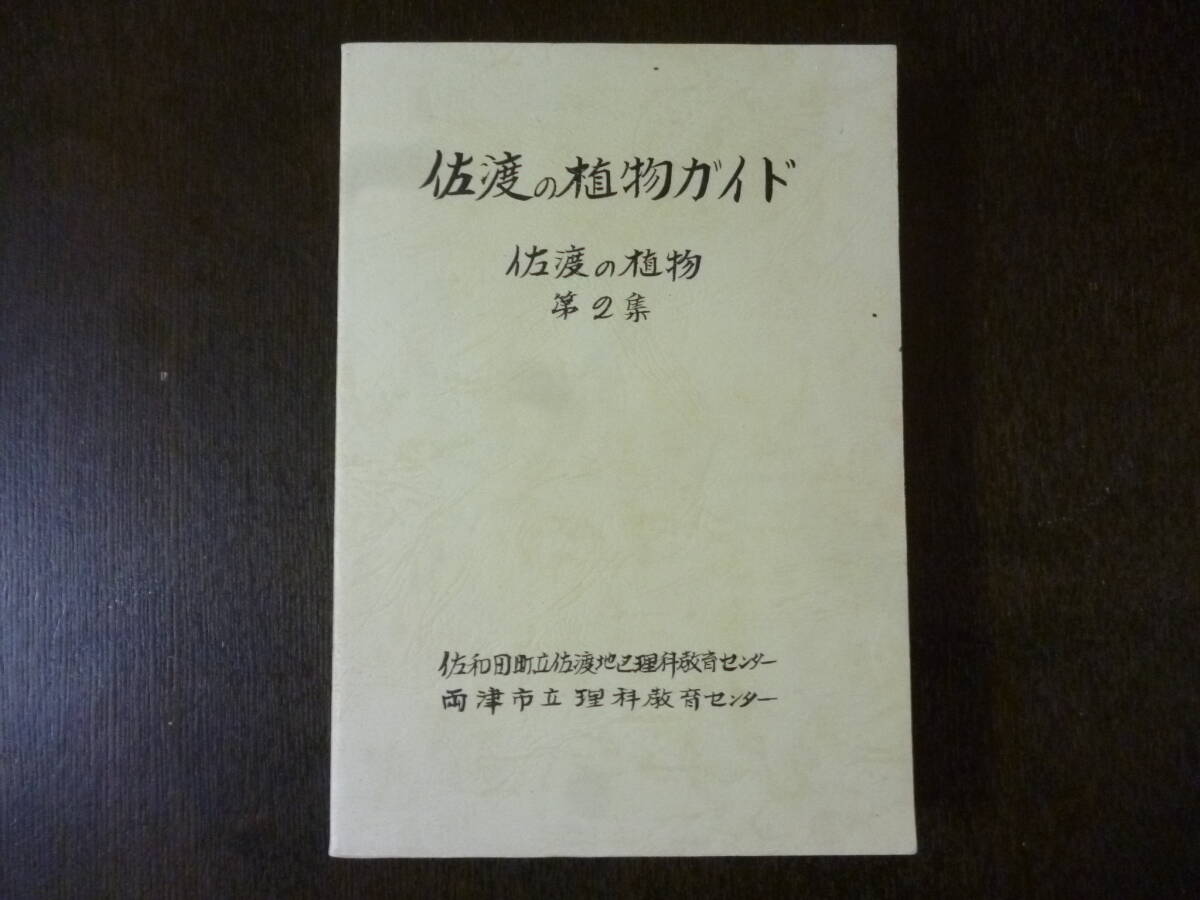 佐渡の植物ガイド
佐渡の植物
第2集
佐和田町立佐渡地区理科教育センター
両津市立理科教育センター